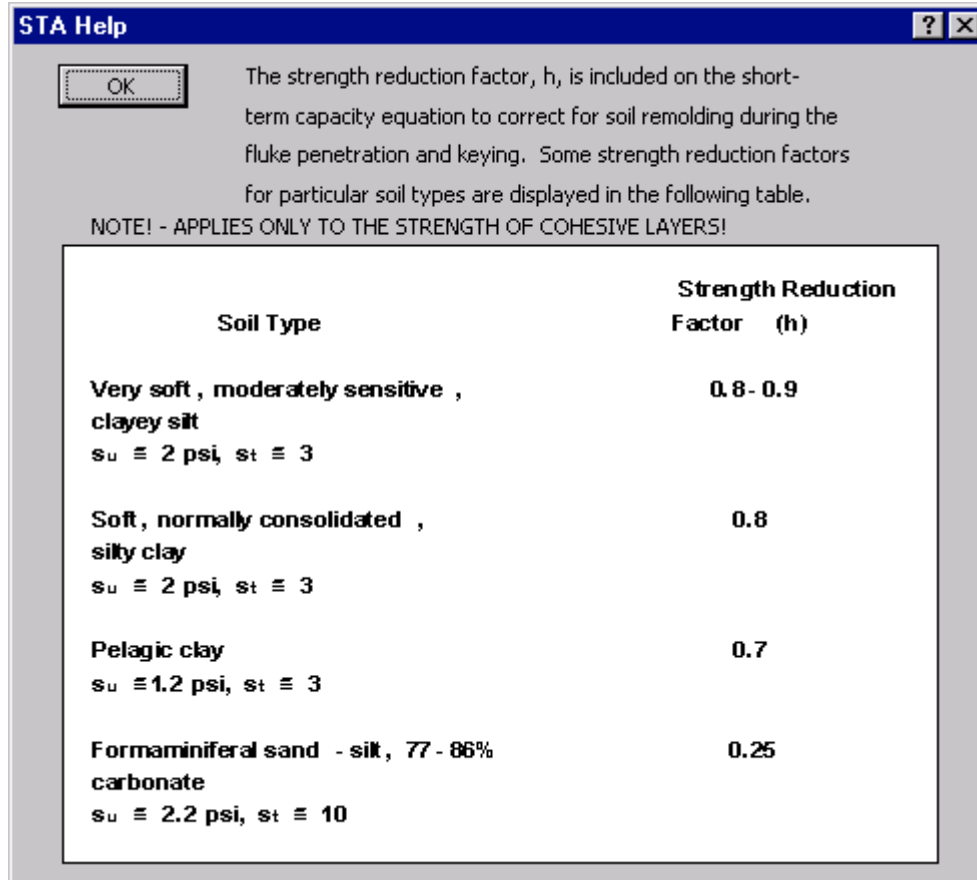 STA Help
OK
The strength reduction factor, h, is included on the short-
term capacity equation to correct for soil remolding during the
fluke penetration and keying. Some strength reduction factors
for particular soil types are displayed in the following table.
NOTE! - APPLIES ONLY TO THE STRENGTH OF COHESIVE LAYERS!
Strength Reduction
Soil Type Factor (h)
Very soft , moderately sensitive , 0.8 - 0.9
clayey silt
su ≅ 2 psi, st ≅ 3
Soft , normally consolidated , 0.8
silty clay
su ≅ 2 psi, st ≅ 3
Pelagic clay 0.7
su ≅1.2 psi, st ≅ 3
Formaminiferal sand - silt , 77 - 86% 0.25
carbonate
su ≅ 2.2 psi, st ≅ 10